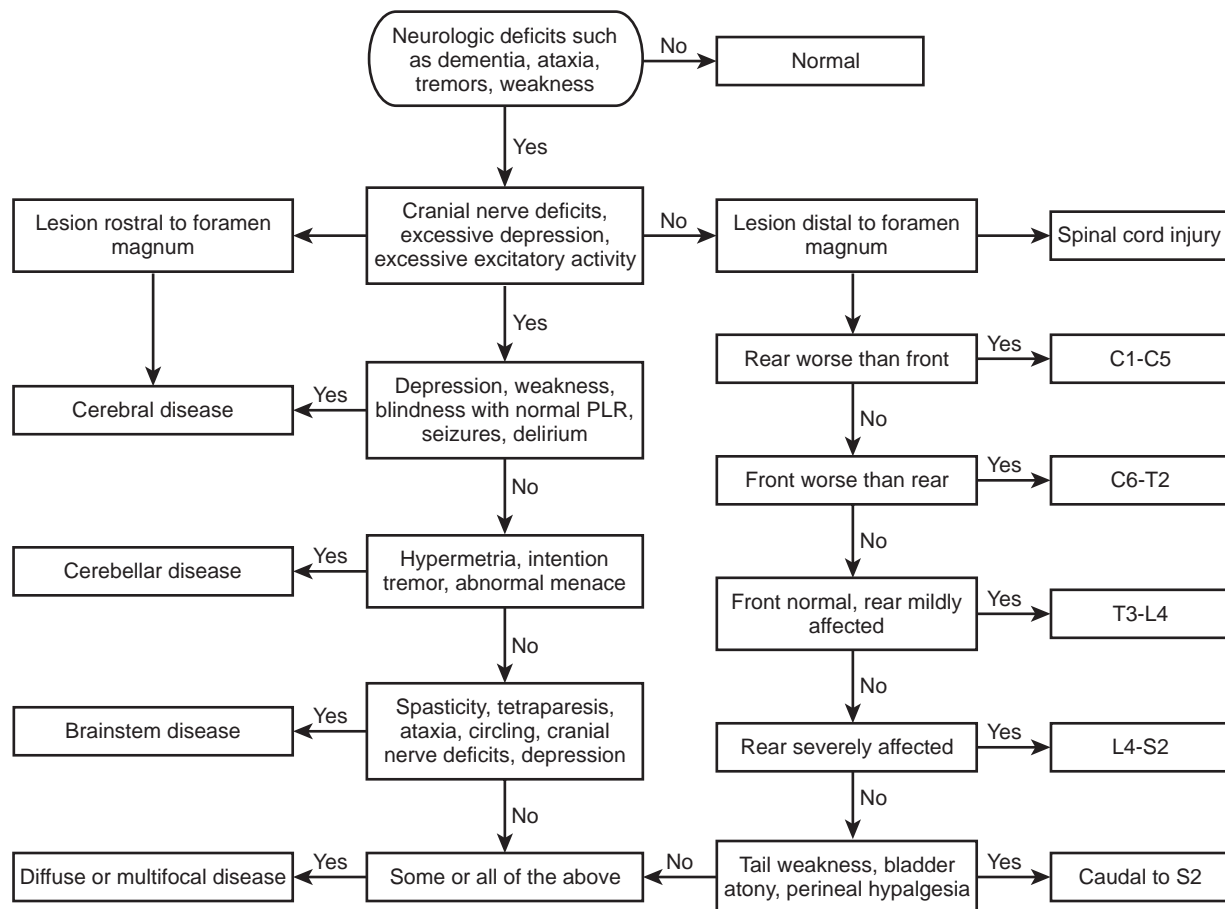 Neurologic deficits such
as dementia, ataxia,
tremors, weakness
No
Normal
Yes
Lesion rostral to foramen
magnum
Cranial nerve deficits,
excessive depression,
excessive excitatory activity
No
Lesion distal to foramen
magnum
Spinal cord injury
Yes
Rear worse than front
Yes
C1-C5
Cerebral disease
Yes
Depression, weakness,
blindness with normal PLR,
seizures, delirium
No
Front worse than rear
Yes
C6-T2
No
No
Cerebellar disease
Yes
Hypermetria, intention
tremor, abnormal menace
Front normal, rear mildly
affected
Yes
T3-L4
No
No
Brainstem disease
Yes
Spasticity, tetraparesis,
ataxia, circling, cranial
nerve deficits, depression
Rear severely affected
Yes
L4-S2
No
No
Diffuse or multifocal disease
Yes
Some or all of the above
No
Tail weakness, bladder
atony, perineal hypalgesia
Yes
Caudal to S2